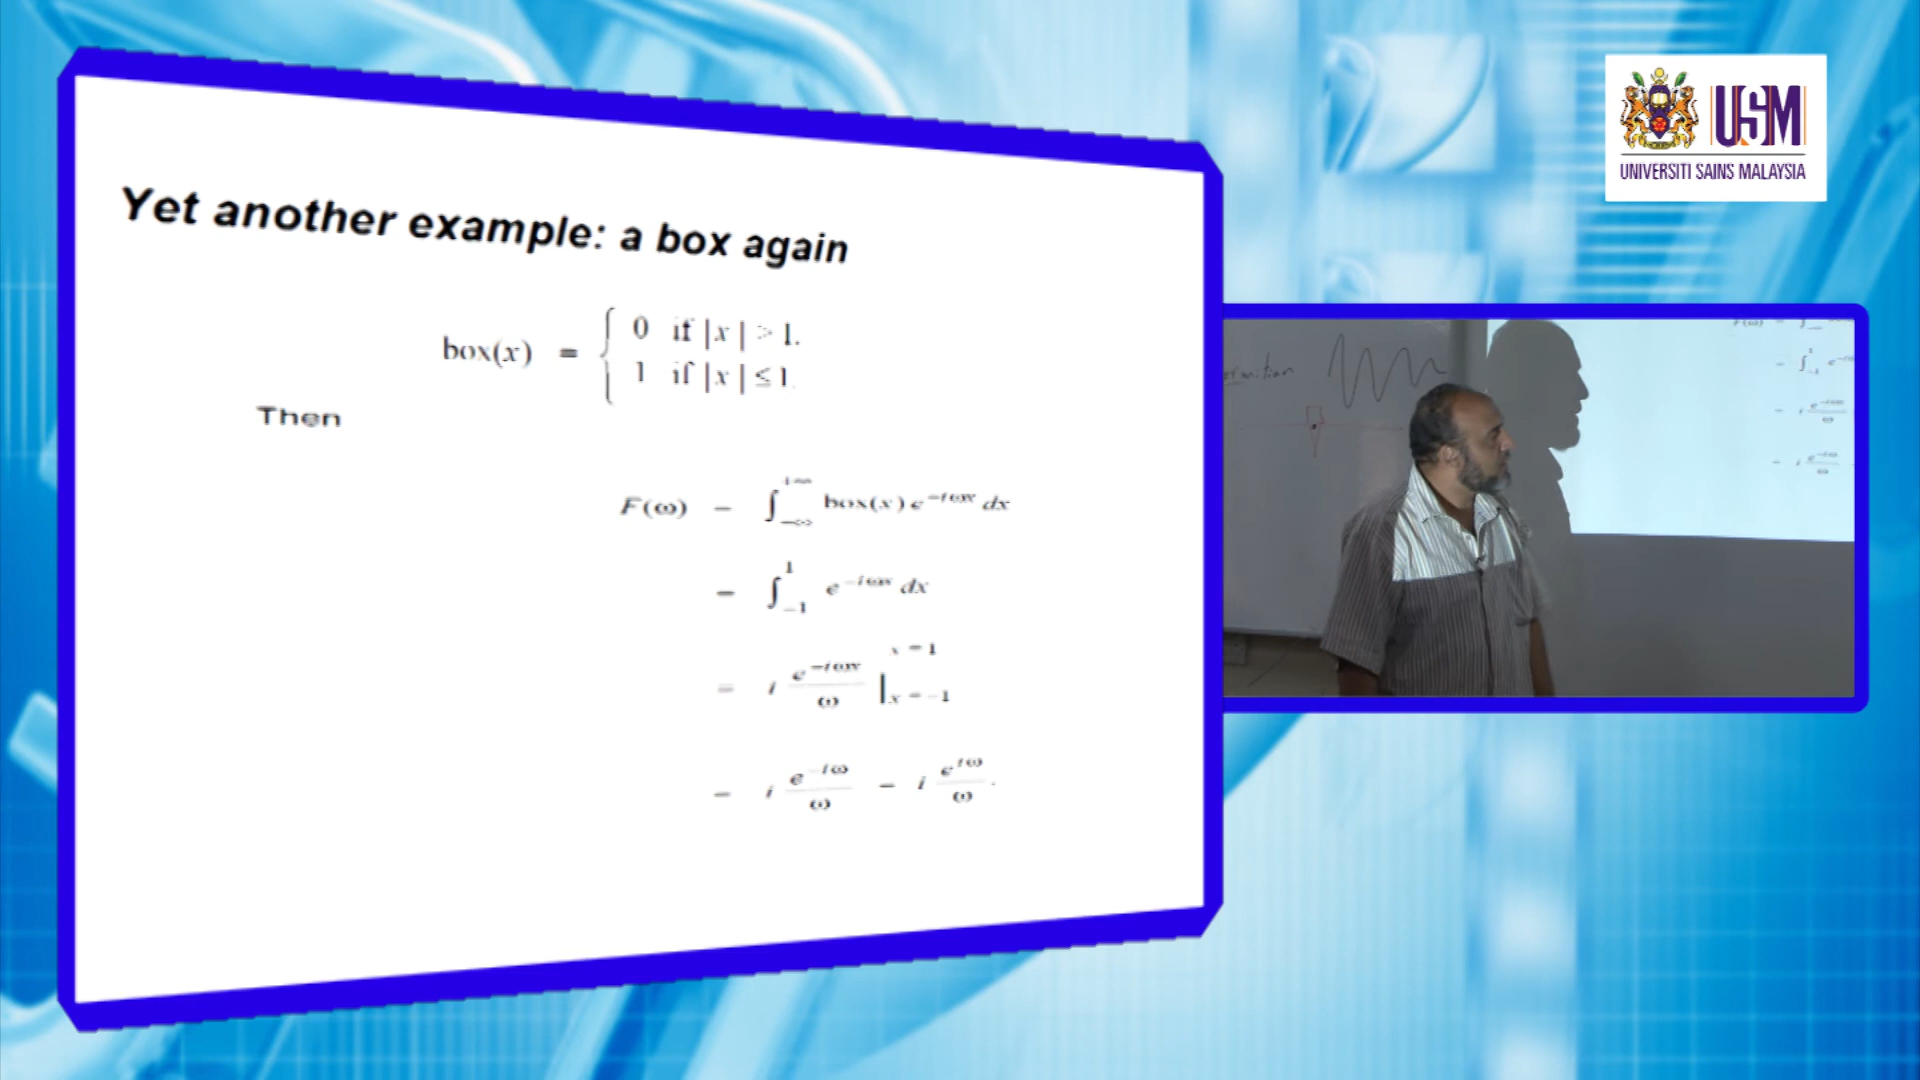 Yet another example: a box again
box(x) = { 0 if |x| > 1.
1 if |x| ≤ 1.
Then
F(ω) = ∫_{-∞}^{+∞} box(x) e^{-iωx} dx
= ∫_{-1}^{1} e^{-iωx} dx
= i e^{-iωx}/ω |_{x = -1}^{x = 1}
= i e^{-iω}/ω - i e^{iω}/ω.
USM
UNIVERSITI SAINS MALAYSIA